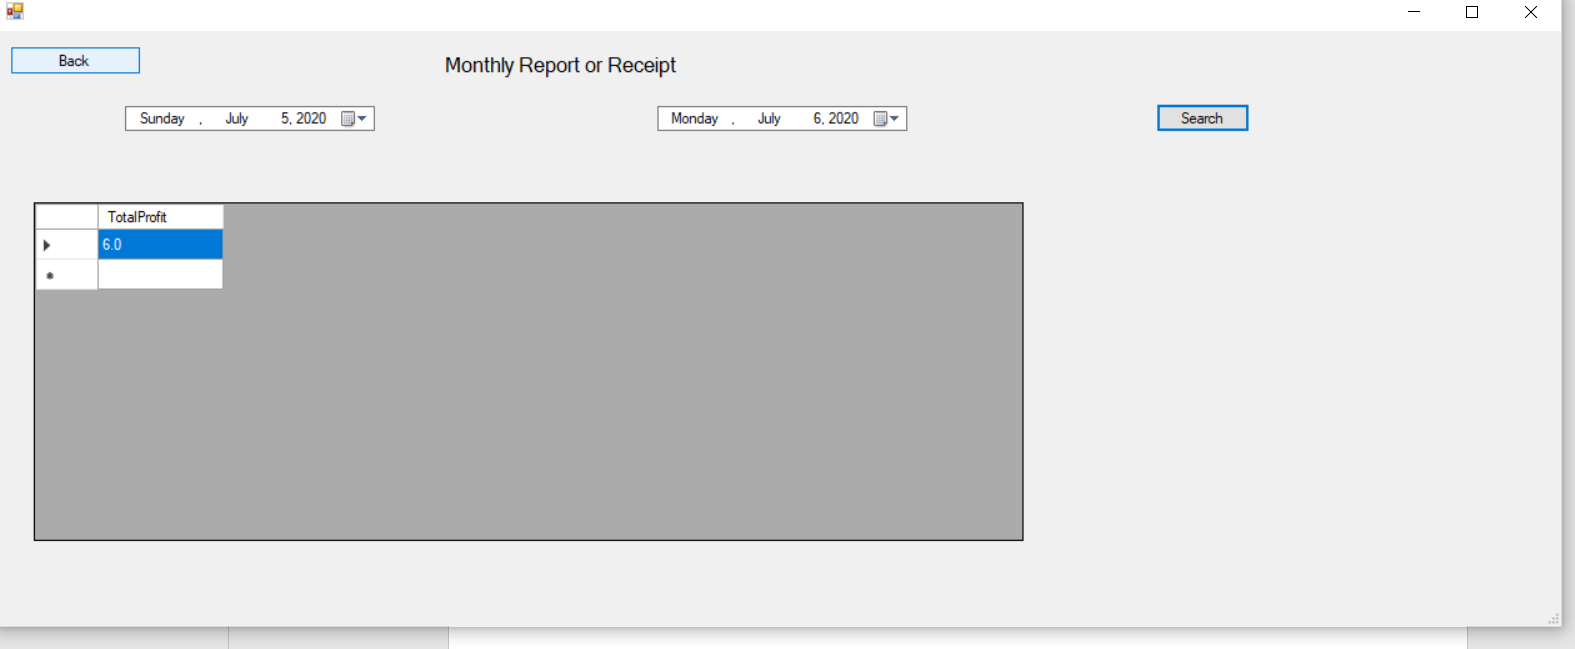 Back
Monthly Report or Receipt
Sunday , July 5, 2020
Monday , July 6, 2020
Search
TotalProfit
6.0